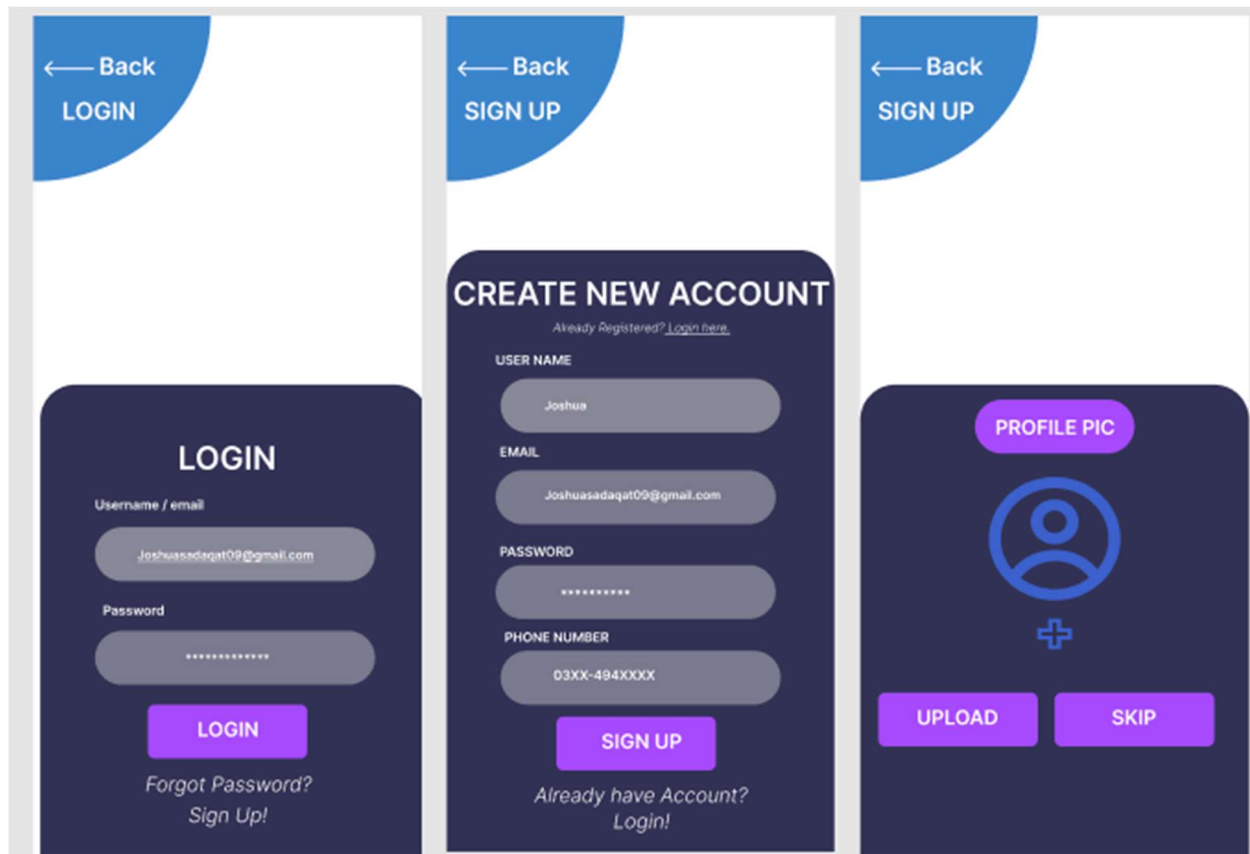 Back
LOGIN
LOGIN
Username / email
Joshuasadaqat09@gmail.com
Password
*************
LOGIN
Forgot Password?
Sign Up!
Back
SIGN UP
CREATE NEW ACCOUNT
Already Registered? Login here.
USER NAME
Joshua
EMAIL
Joshuasadaqat09@gmail.com
PASSWORD
**********
PHONE NUMBER
03XX-494XXXX
SIGN UP
Already have Account?
Login!
Back
SIGN UP
PROFILE PIC
UPLOAD
SKIP